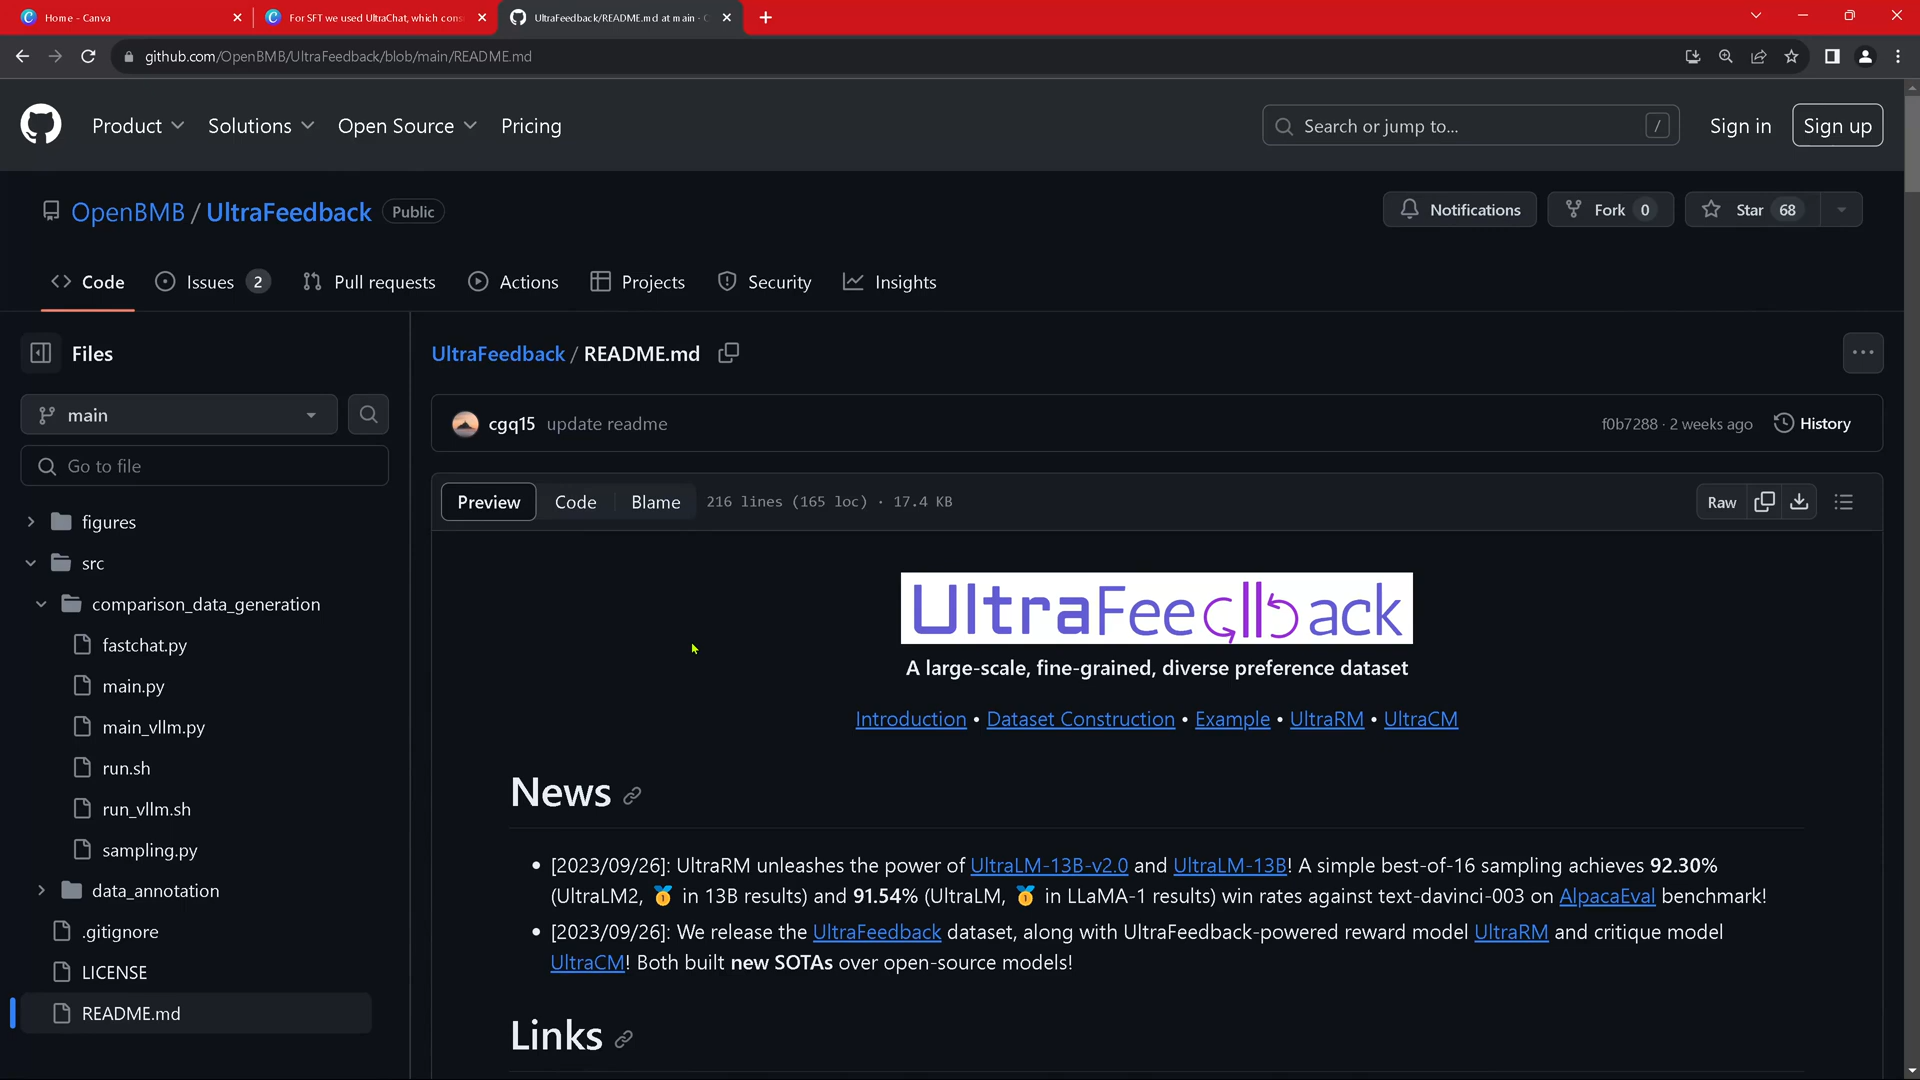 Home - Canva
For SFT we used UltraChat, which cons
UltraFeedback/README.md at main · O
github.com/OpenBMB/UltraFeedback/blob/main/README.md
Product Solutions Open Source Pricing
Search or jump to... /
Sign in
Sign up
OpenBMB / UltraFeedback Public
Notifications
Fork 0
Star 68
Code
Issues 2
Pull requests
Actions
Projects
Security
Insights
Files
UltraFeedback / README.md
main
Go to file
cgq15 update readme
f0b7288 · 2 weeks ago
History
Preview Code Blame 216 lines (165 loc) · 17.4 KB
Raw
figures
src
comparison_data_generation
fastchat.py
main.py
main_vllm.py
run.sh
run_vllm.sh
sampling.py
data_annotation
.gitignore
LICENSE
README.md
UltraFeedback
A large-scale, fine-grained, diverse preference dataset
Introduction • Dataset Construction • Example • UltraRM • UltraCM
News
• [2023/09/26]: UltraRM unleashes the power of UltraLM-13B-v2.0 and UltraLM-13B! A simple best-of-16 sampling achieves 92.30%
(UltraLM2, 🥇 in 13B results) and 91.54% (UltraLM, 🥇 in LLaMA-1 results) win rates against text-davinci-003 on AlpacaEval benchmark!
• [2023/09/26]: We release the UltraFeedback dataset, along with UltraFeedback-powered reward model UltraRM and critique model
UltraCM! Both built new SOTAs over open-source models!
Links